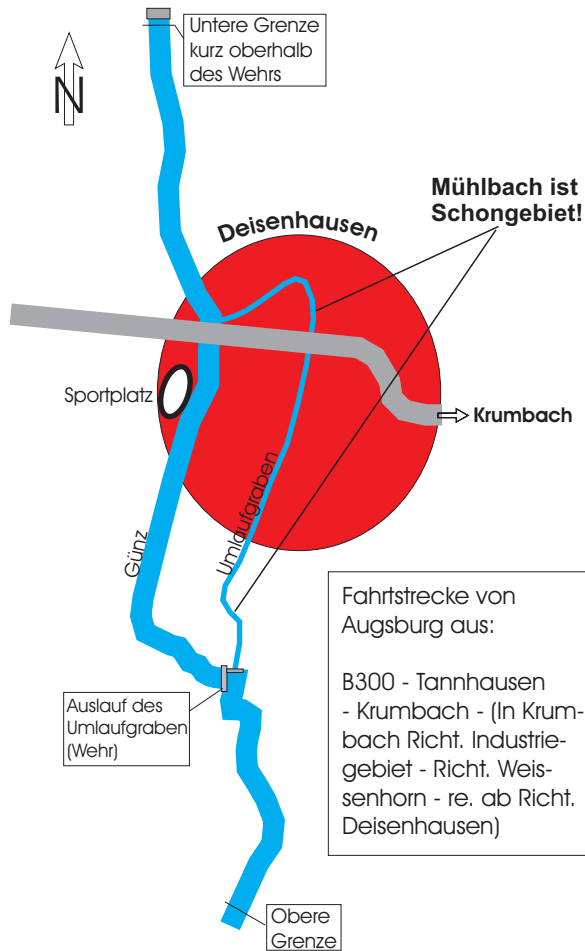 Untere Grenze
kurz oberhalb
des Wehrs
N
Mühlbach ist
Schongebiet!
Deisenhausen
Sportplatz
Krumbach
Günz
Umlaufgraben
Auslauf des
Umlaufgraben
(Wehr)
Fahrtstrecke von
Augsburg aus:
B300 - Tannhausen
- Krumbach - (In Krum-
bach Richt. Industrie-
gebiet - Richt. Weis-
senhorn - re. ab Richt.
Deisenhausen)
Obere
Grenze